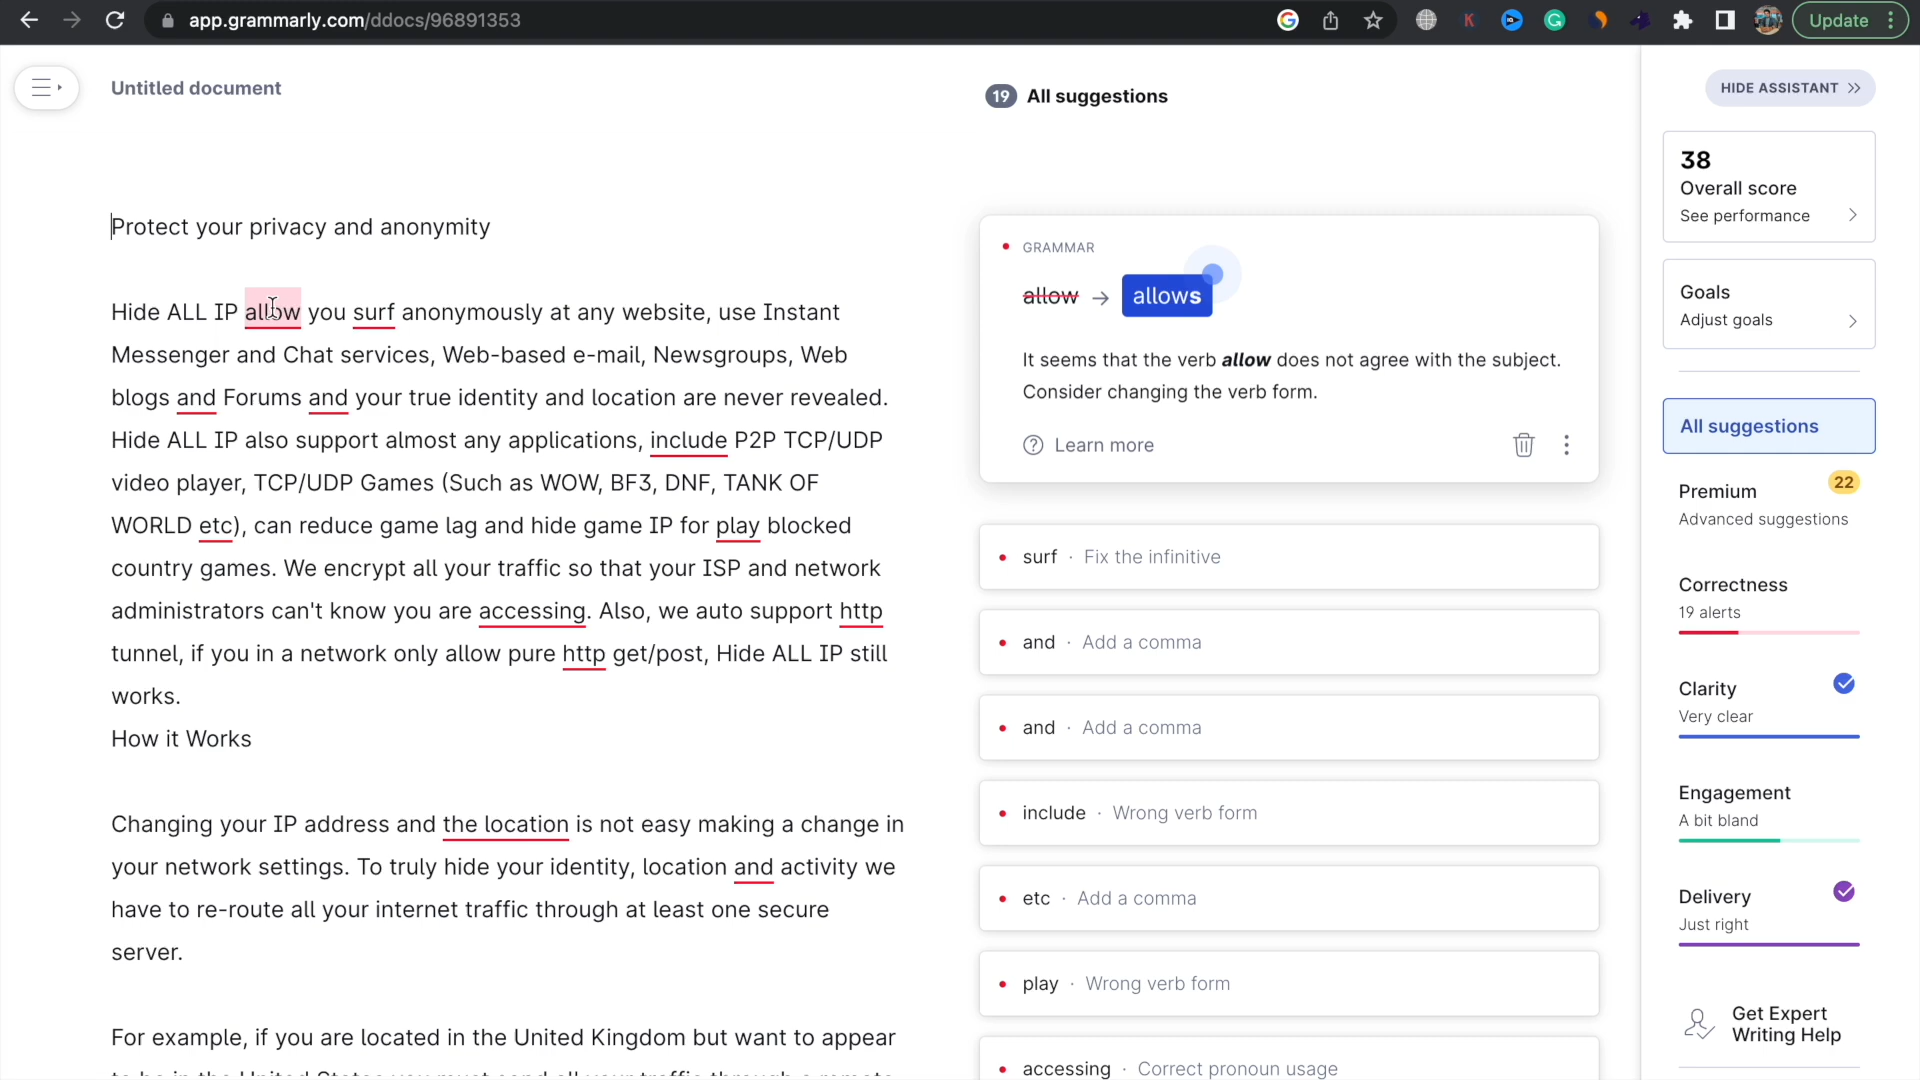 app.grammarly.com/ddocs/96891353
Update
Untitled document
19 All suggestions
HIDE ASSISTANT
Protect your privacy and anonymity
Hide ALL IP allow you surf anonymously at any website, use Instant
Messenger and Chat services, Web-based e-mail, Newsgroups, Web
blogs and Forums and your true identity and location are never revealed.
Hide ALL IP also support almost any applications, include P2P TCP/UDP
video player, TCP/UDP Games (Such as WOW, BF3, DNF, TANK OF
WORLD etc), can reduce game lag and hide game IP for play blocked
country games. We encrypt all your traffic so that your ISP and network
administrators can't know you are accessing. Also, we auto support http
tunnel, if you in a network only allow pure http get/post, Hide ALL IP still
works.
How it Works
Changing your IP address and the location is not easy making a change in
your network settings. To truly hide your identity, location and activity we
have to re-route all your internet traffic through at least one secure
server.
For example, if you are located in the United Kingdom but want to appear
GRAMMAR
allow → allows
It seems that the verb allow does not agree with the subject.
Consider changing the verb form.
Learn more
surf · Fix the infinitive
and · Add a comma
and · Add a comma
include · Wrong verb form
etc · Add a comma
play · Wrong verb form
accessing · Correct pronoun usage
38
Overall score
See performance
Goals
Adjust goals
All suggestions
Premium 22
Advanced suggestions
Correctness
19 alerts
Clarity
Very clear
Engagement
A bit bland
Delivery
Just right
Get Expert
Writing Help